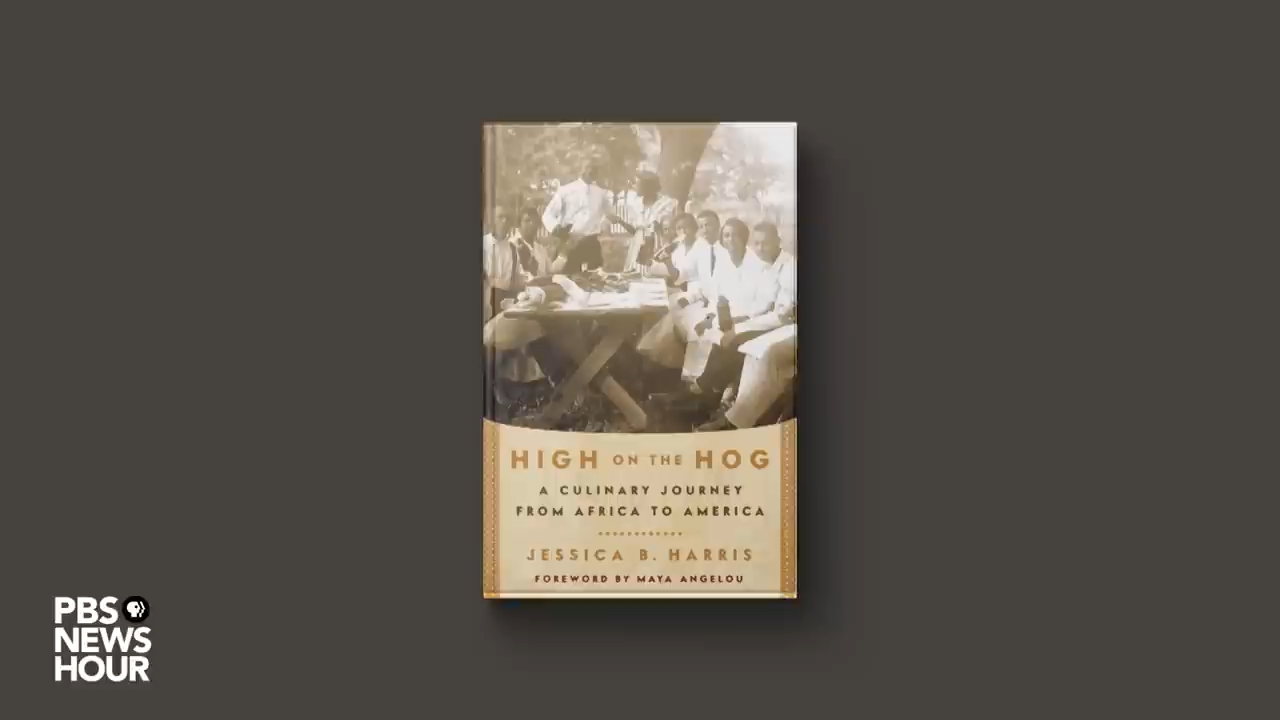 HIGH ON THE HOG
A CULINARY JOURNEY
FROM AFRICA TO AMERICA
JESSICA B. HARRIS
FOREWORD BY MAYA ANGELOU
PBS
NEWS
HOUR